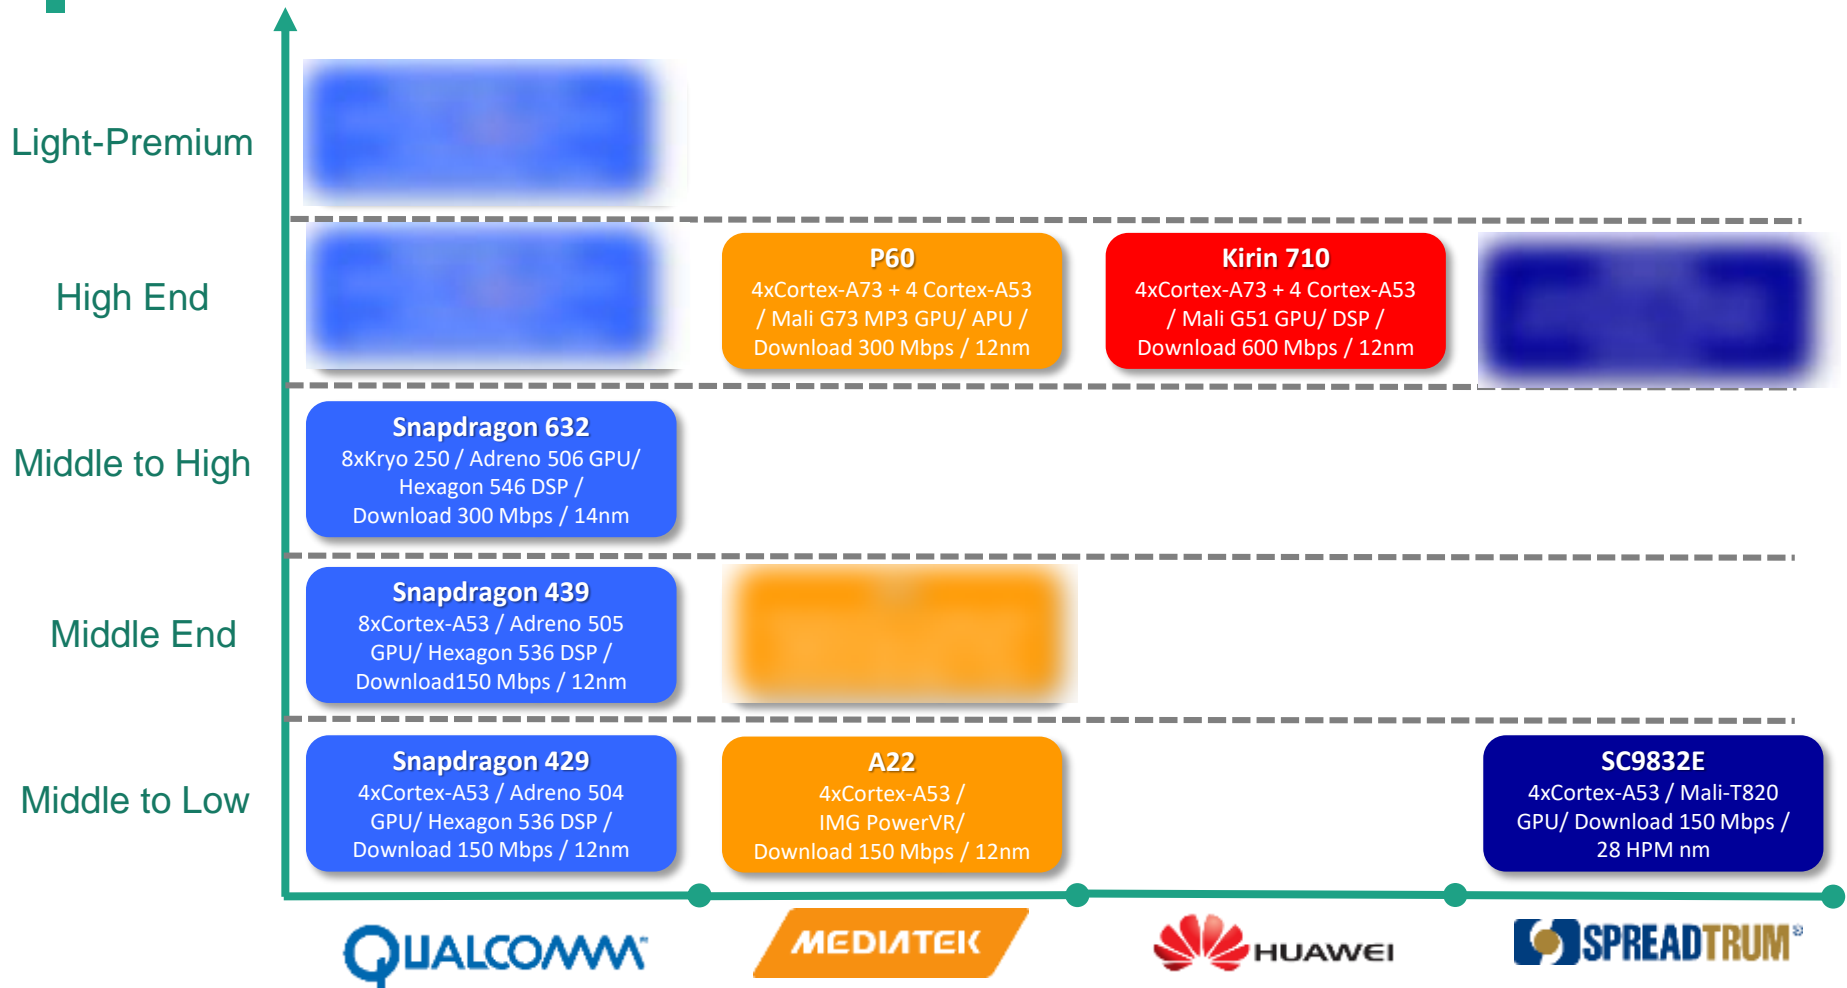 Light-Premium
High End
P60
4xCortex-A73 + 4 Cortex-A53
/ Mali G73 MP3 GPU/ APU /
Download 300 Mbps / 12nm
Kirin 710
4xCortex-A73 + 4 Cortex-A53
/ Mali G51 GPU/ DSP /
Download 600 Mbps / 12nm
Middle to High
Snapdragon 632
8xKryo 250 / Adreno 506 GPU/
Hexagon 546 DSP /
Download 300 Mbps / 14nm
Middle End
Snapdragon 439
8xCortex-A53 / Adreno 505
GPU/ Hexagon 536 DSP /
Download150 Mbps / 12nm
Middle to Low
Snapdragon 429
4xCortex-A53 / Adreno 504
GPU/ Hexagon 536 DSP /
Download 150 Mbps / 12nm
A22
4xCortex-A53 /
IMG PowerVR/
Download 150 Mbps / 12nm
SC9832E
4xCortex-A53 / Mali-T820
GPU/ Download 150 Mbps /
28 HPM nm
QUALCOMM
MEDIATEK
HUAWEI
SPREADTRUM®